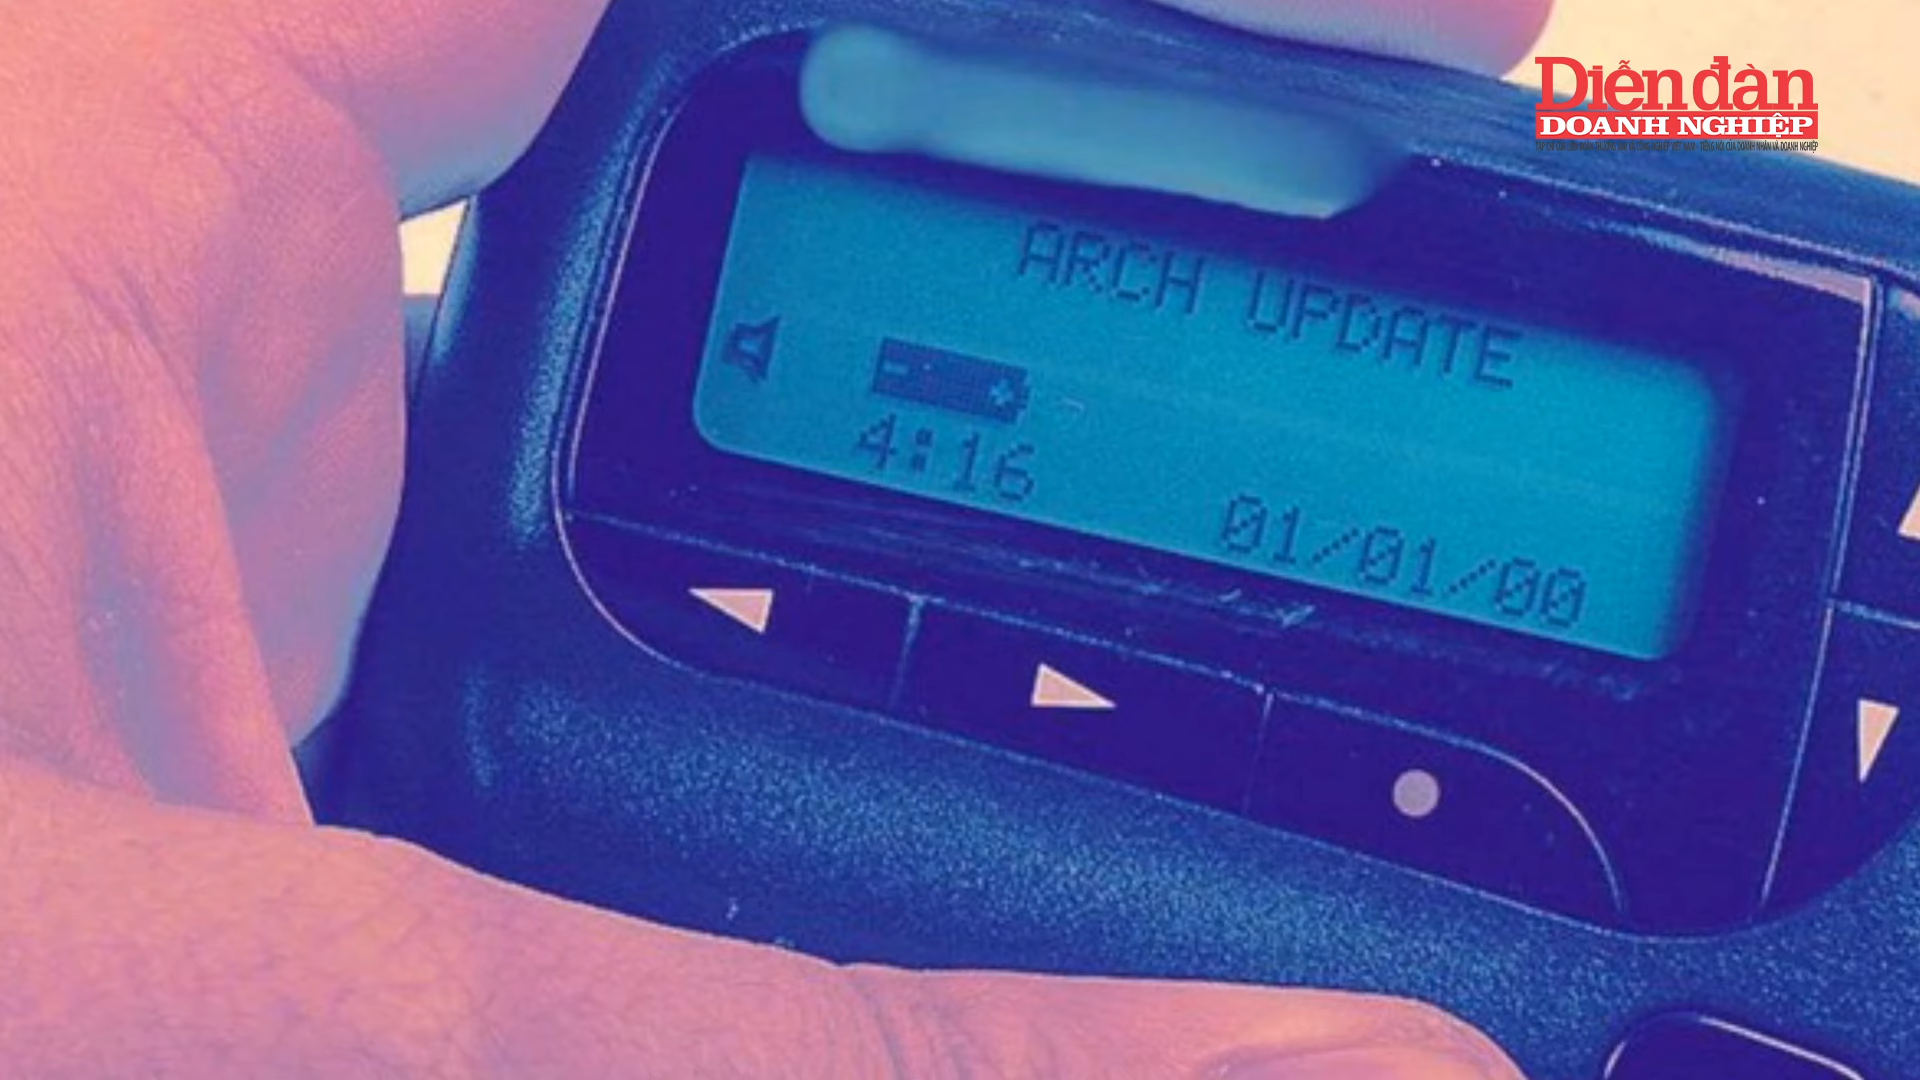 Diễn đàn
DOANH NGHIỆP
ARCH UPDATE
4:16
01/01/00